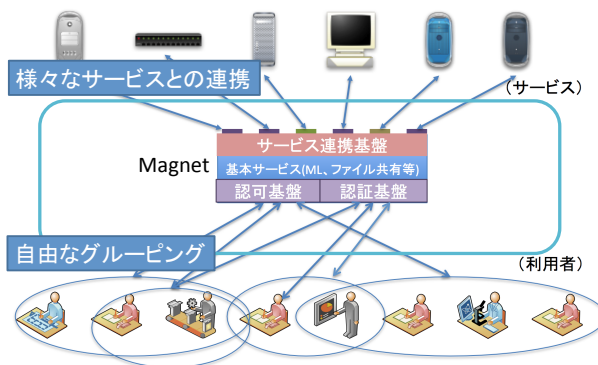 様々なサービスとの連携
(サービス)
サービス連携基盤
Magnet
基本サービス(ML、ファイル共有等)
認可基盤
認証基盤
自由なグルーピング
(利用者)